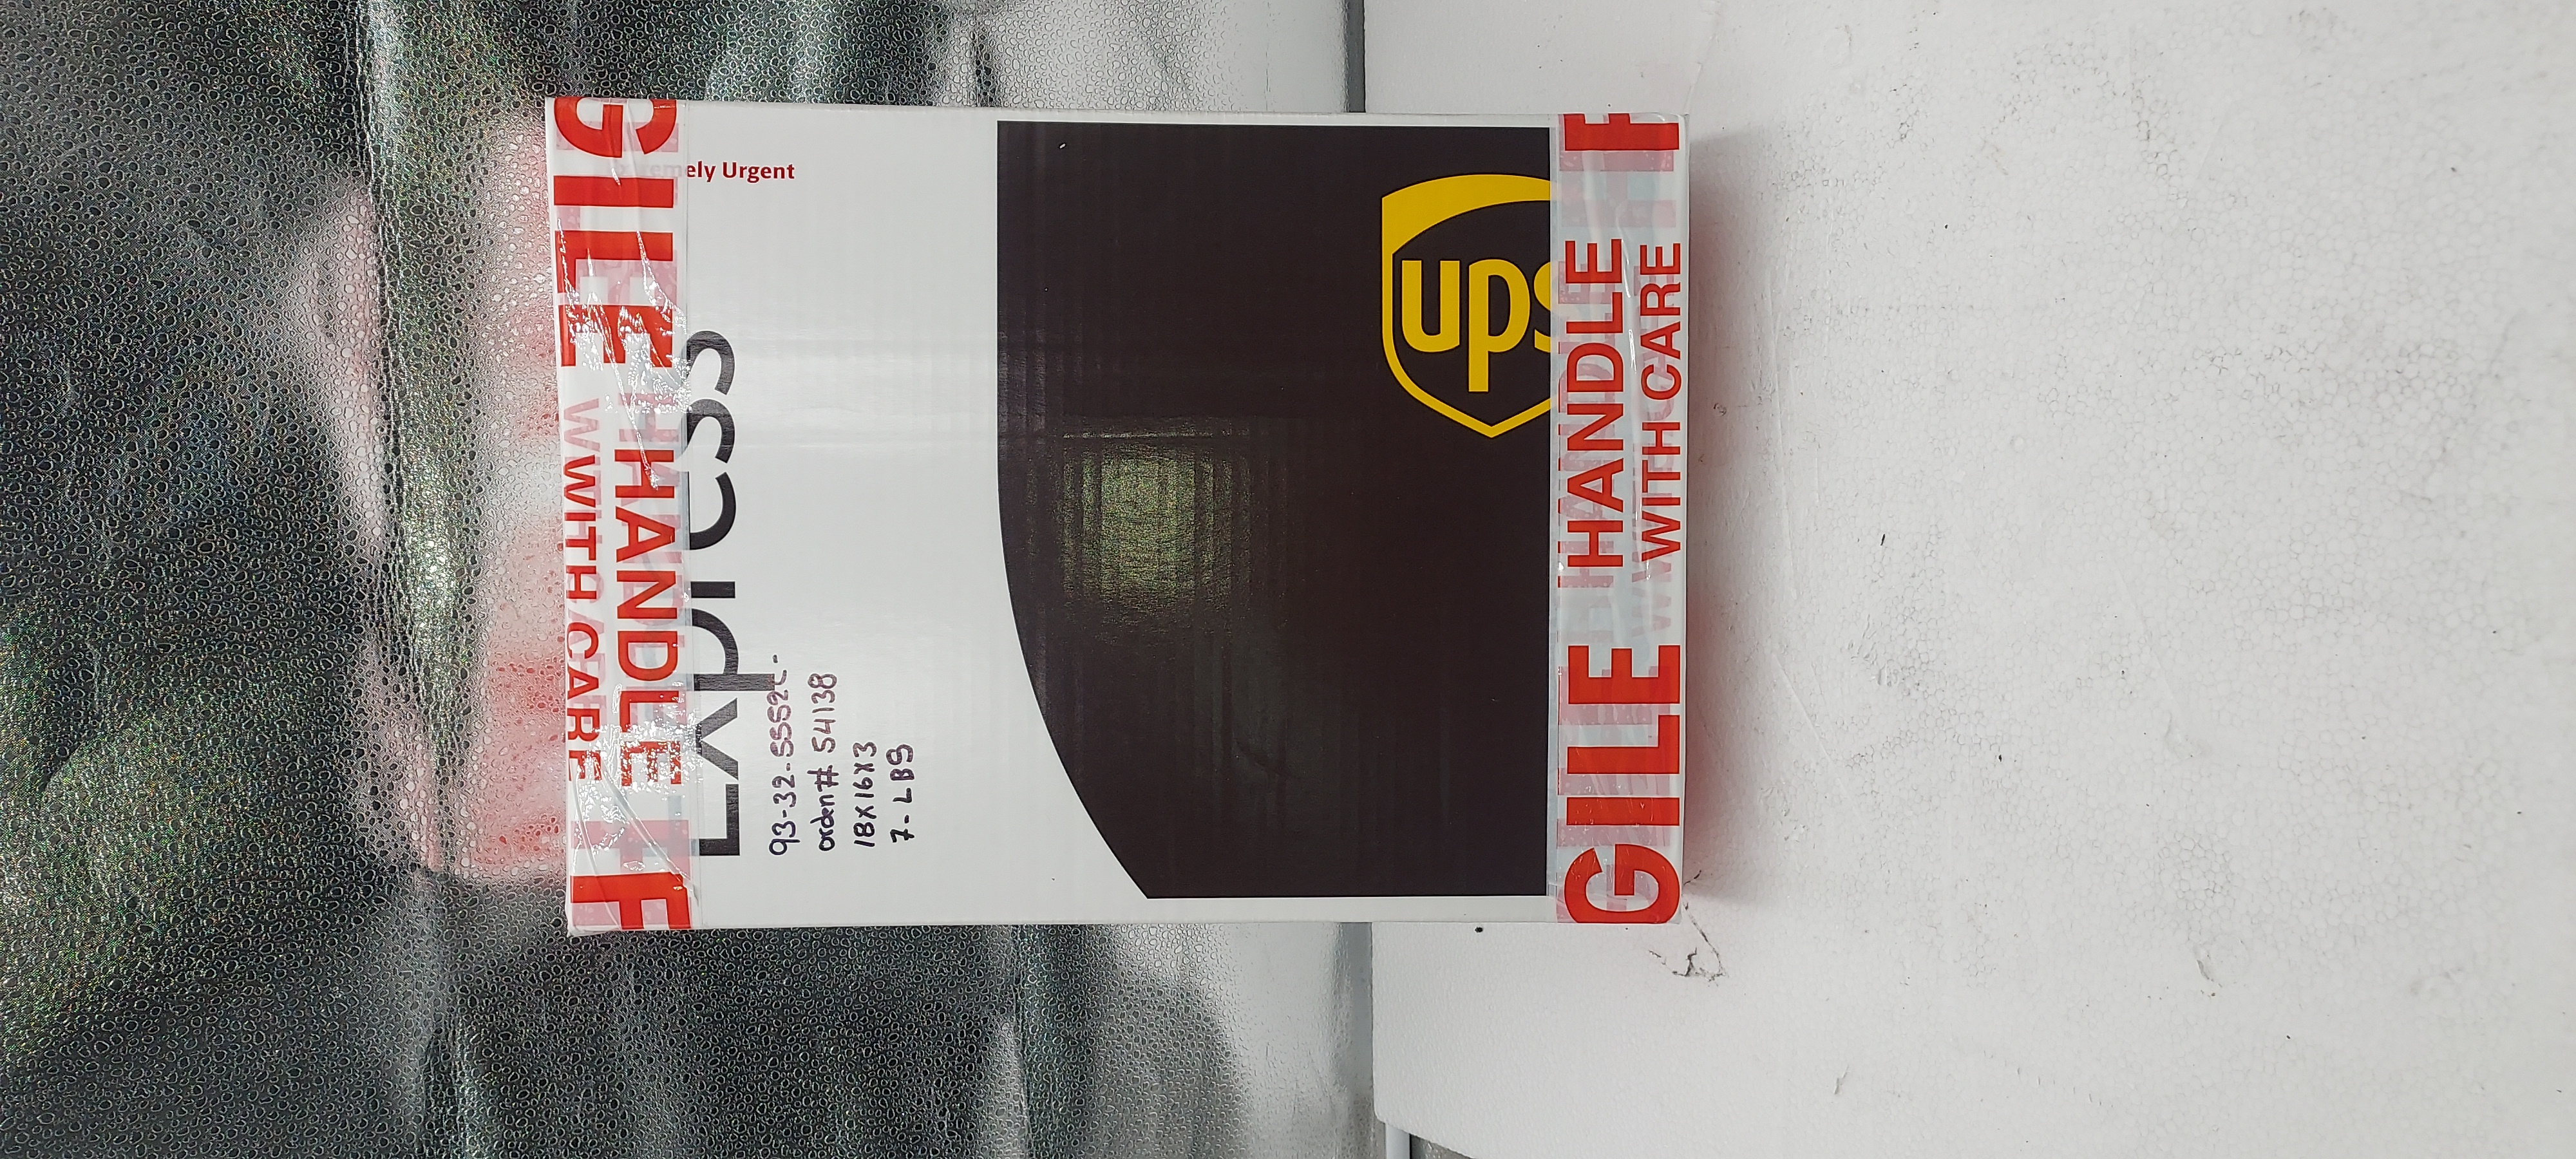 ely Urgent
Express
93-32-5552C-
order# 54138
18X16X3
7-LBS
ups
GILE HANDLE WITH CARE F
GILE HANDLE WITH CARE F